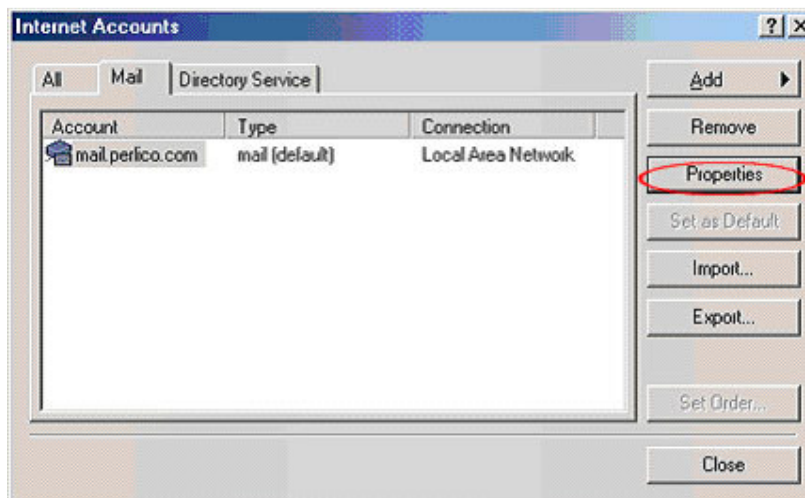 Internet Accounts
All Mail Directory Service
Account Type Connection
mail.perlico.com mail (default) Local Area Network
Add
Remove
Properties
Set as Default
Import...
Export...
Set Order...
Close